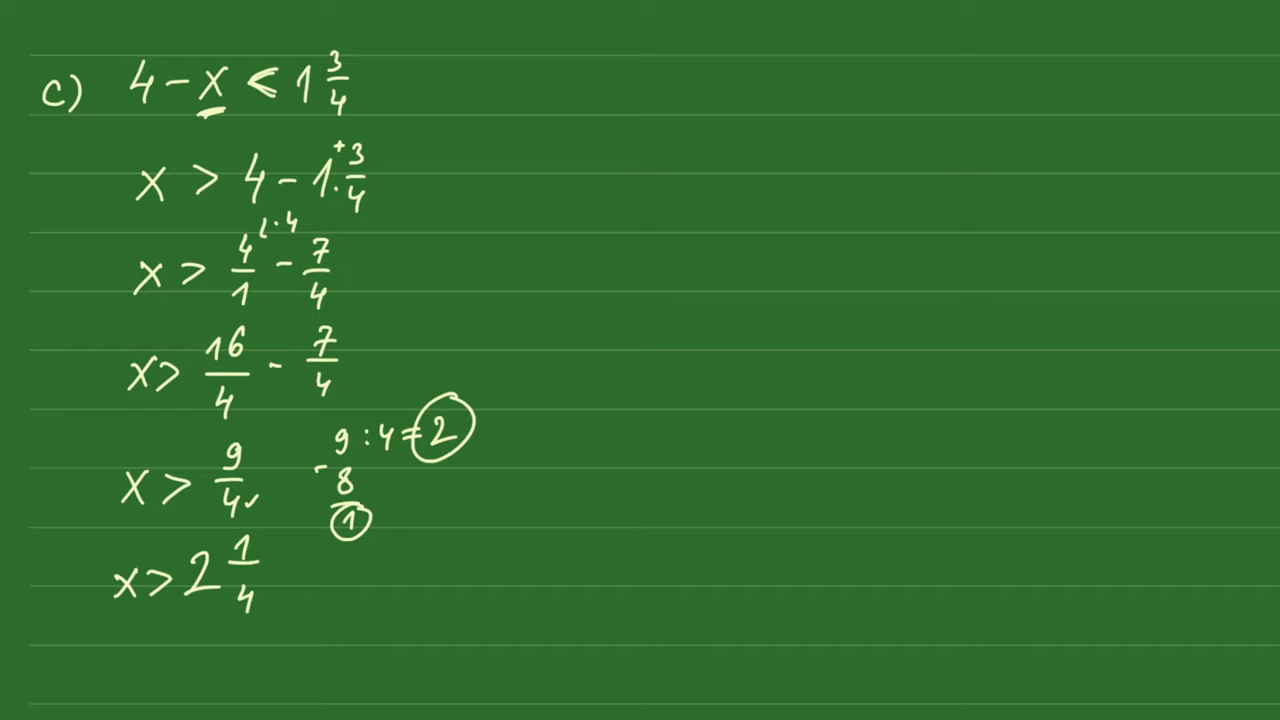 c) 4 - x < 1 3/4
x > 4 - 1 3/4
+ ·
x > 4/1 - 7/4
(·4
x > 16/4 - 7/4
x > 9/4 9 : 4 = 2
- 8
1
x > 2 1/4